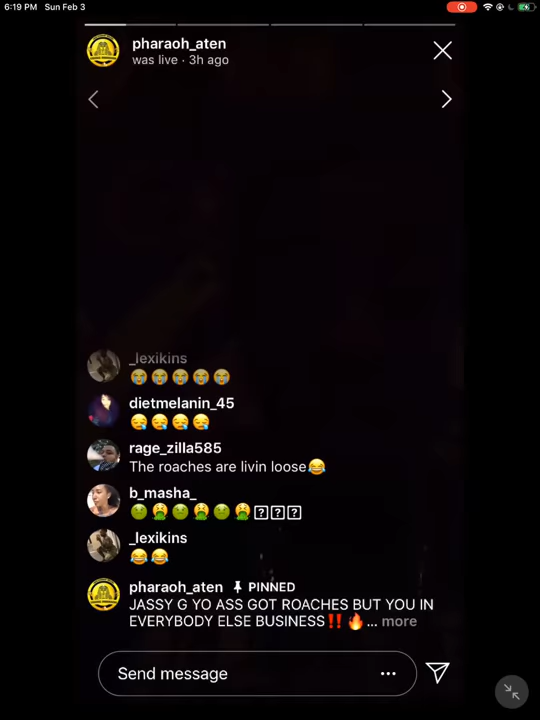 6:19 PM Sun Feb 3
pharaoh_aten
was live · 3h ago
_lexikins
😭😭😭😭😭
dietmelanin_45
😪😪😪😪
rage_zilla585
The roaches are livin loose😂
b_masha_
🤢🤮🤢🤮🤢🤮
_lexikins
😂😂
pharaoh_aten PINNED
JASSY G YO ASS GOT ROACHES BUT YOU IN
EVERYBODY ELSE BUSINESS‼️🔥... more
Send message ...